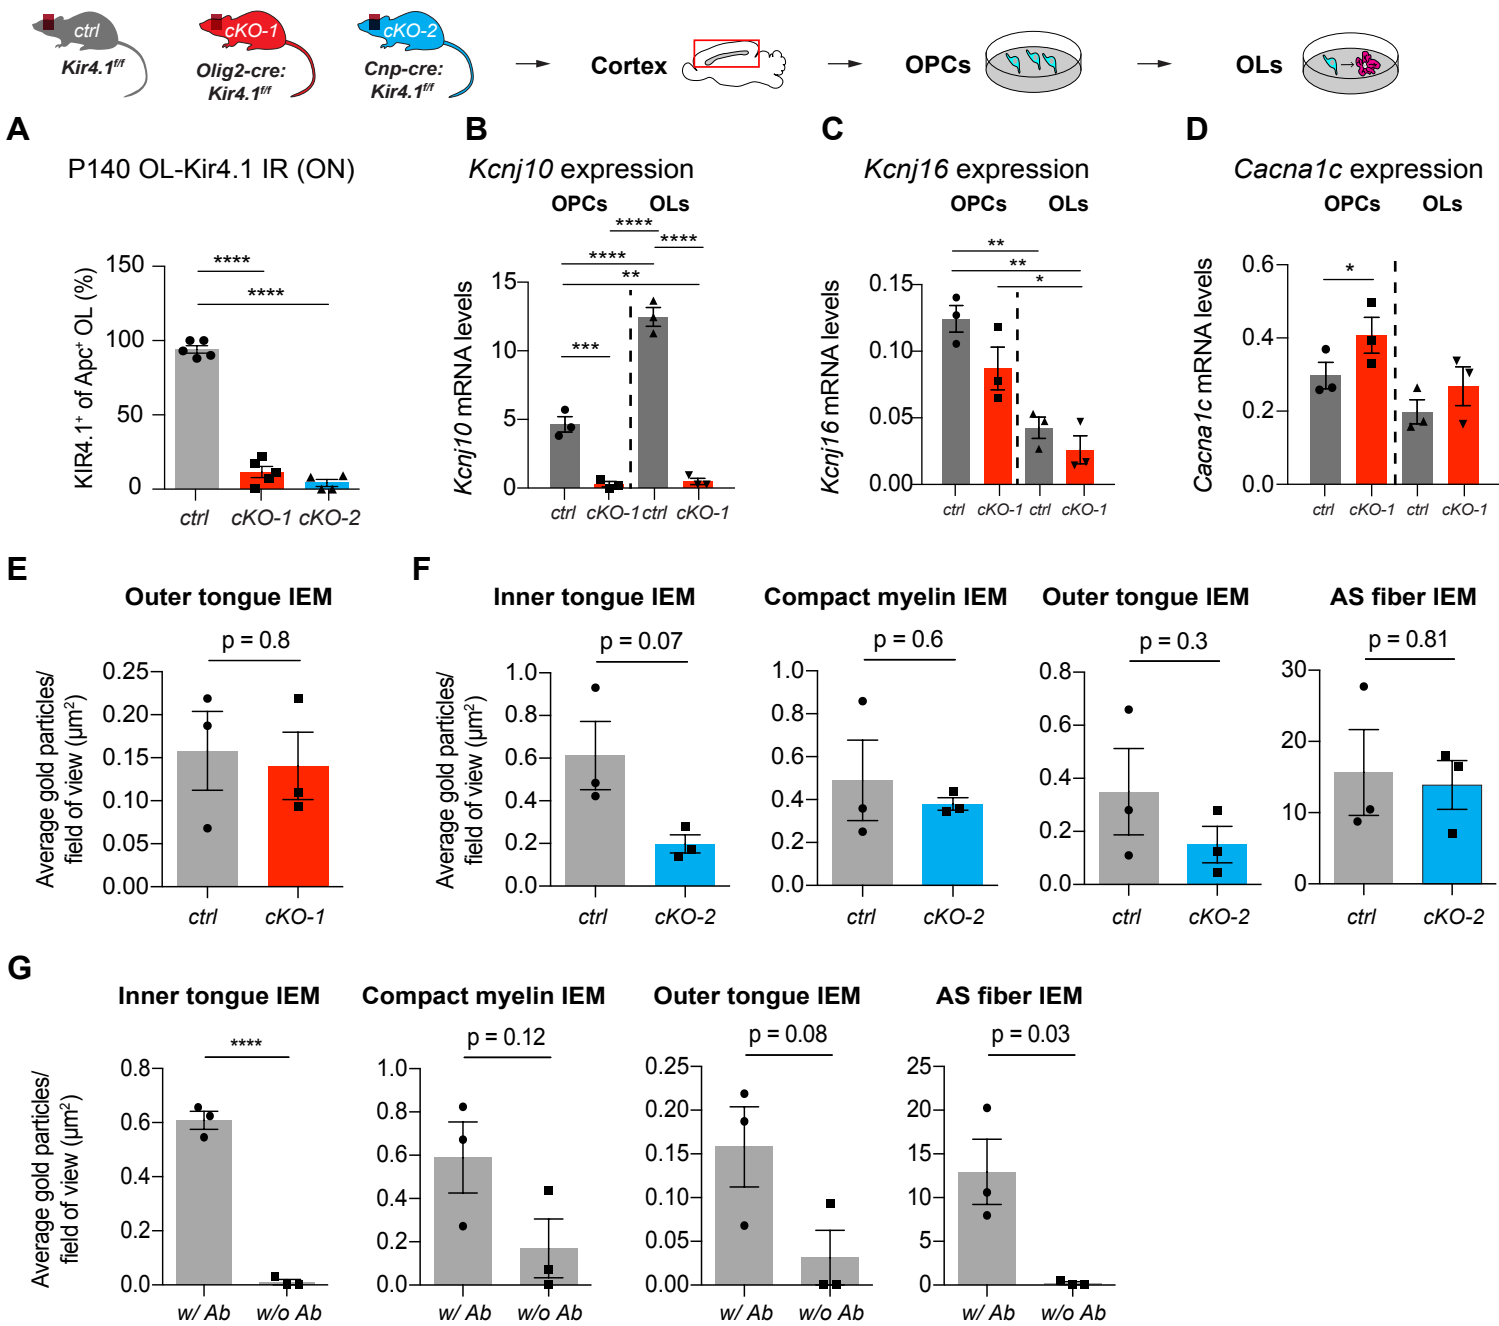 ctrl
Kir4.1f/f
cKO-1
Olig2-cre:
Kir4.1f/f
cKO-2
Cnp-cre:
Kir4.1f/f
Cortex
OPCs
OLs
A
P140 OL-Kir4.1 IR (ON)
KIR4.1+ of Apc+ OL (%)
150
100
50
0
****
****
ctrl
cKO-1
cKO-2
B
Kcnj10 expression
OPCs
OLs
Kcnj10 mRNA levels
15
10
5
0
****
****
****
**
***
ctrl
cKO-1
ctrl
cKO-1
C
Kcnj16 expression
OPCs
OLs
Kcnj16 mRNA levels
0.15
0.10
0.05
0.00
**
**
*
ctrl
cKO-1
ctrl
cKO-1
D
Cacna1c expression
OPCs
OLs
Cacna1c mRNA levels
0.6
0.4
0.2
0.0
*
ctrl
cKO-1
ctrl
cKO-1
E
Outer tongue IEM
p = 0.8
Average gold particles/
field of view (µm²)
0.25
0.20
0.15
0.10
0.05
0.00
ctrl
cKO-1
F
Inner tongue IEM
p = 0.07
Average gold particles/
field of view (µm²)
1.0
0.8
0.6
0.4
0.2
0.0
ctrl
cKO-2
Compact myelin IEM
p = 0.6
1.0
0.8
0.6
0.4
0.2
0.0
ctrl
cKO-2
Outer tongue IEM
p = 0.3
0.8
0.6
0.4
0.2
0.0
ctrl
cKO-2
AS fiber IEM
p = 0.81
30
20
10
0
ctrl
cKO-2
G
Inner tongue IEM
****
Average gold particles/
field of view (µm²)
0.8
0.6
0.4
0.2
0.0
w/ Ab
w/o Ab
Compact myelin IEM
p = 0.12
1.0
0.8
0.6
0.4
0.2
0.0
w/ Ab
w/o Ab
Outer tongue IEM
p = 0.08
0.25
0.20
0.15
0.10
0.05
0.00
w/ Ab
w/o Ab
AS fiber IEM
p = 0.03
25
20
15
10
5
0
w/ Ab
w/o Ab